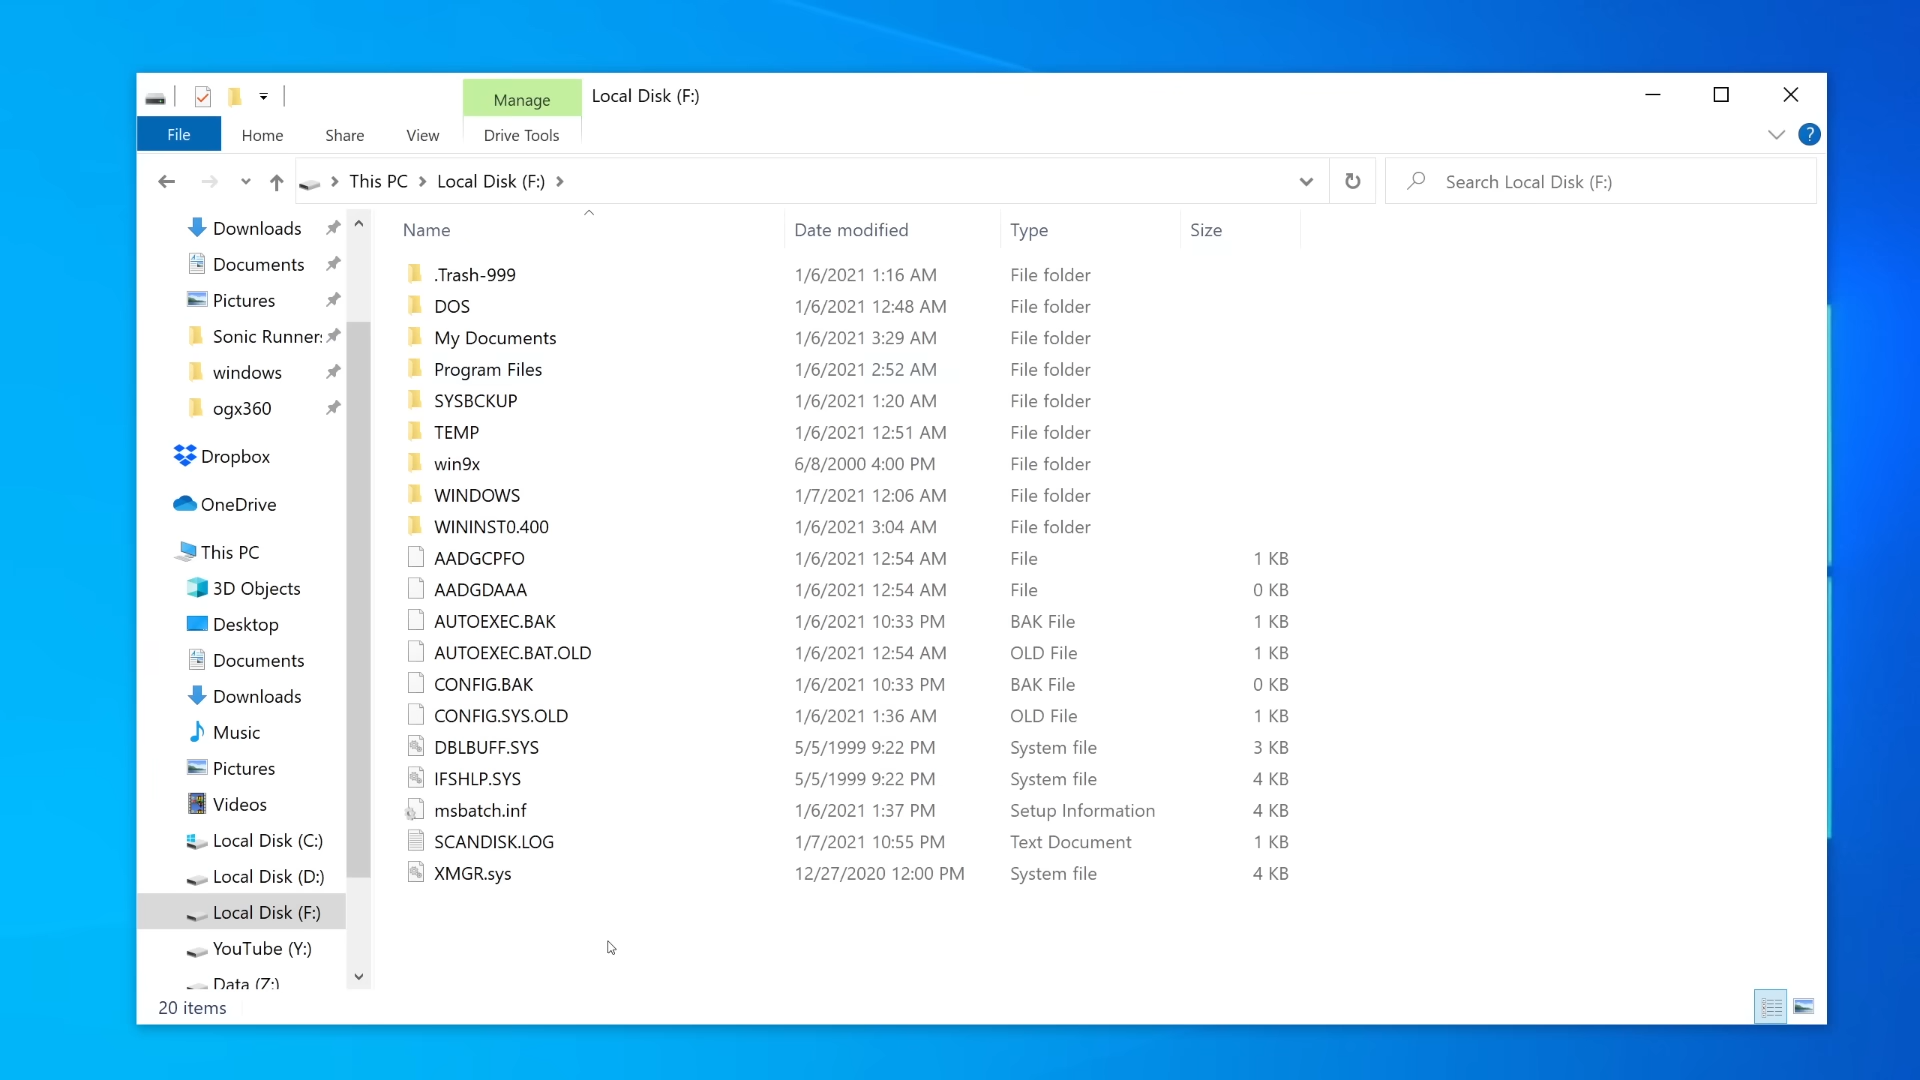 Manage
Local Disk (F:)
File
Home
Share
View
Drive Tools
?
This PC
Local Disk (F:)
Search Local Disk (F:)
Downloads
Documents
Pictures
Sonic Runner
windows
ogx360
Dropbox
OneDrive
This PC
3D Objects
Desktop
Documents
Downloads
Music
Pictures
Videos
Local Disk (C:)
Local Disk (D:)
Local Disk (F:)
YouTube (Y:)
Data (Z:)
Name Date modified Type Size
.Trash-999 1/6/2021 1:16 AM File folder
DOS 1/6/2021 12:48 AM File folder
My Documents 1/6/2021 3:29 AM File folder
Program Files 1/6/2021 2:52 AM File folder
SYSBCKUP 1/6/2021 1:20 AM File folder
TEMP 1/6/2021 12:51 AM File folder
win9x 6/8/2000 4:00 PM File folder
WINDOWS 1/7/2021 12:06 AM File folder
WININST0.400 1/6/2021 3:04 AM File folder
AADGCPFO 1/6/2021 12:54 AM File 1 KB
AADGDAAA 1/6/2021 12:54 AM File 0 KB
AUTOEXEC.BAK 1/6/2021 10:33 PM BAK File 1 KB
AUTOEXEC.BAT.OLD 1/6/2021 12:54 AM OLD File 1 KB
CONFIG.BAK 1/6/2021 10:33 PM BAK File 0 KB
CONFIG.SYS.OLD 1/6/2021 1:36 AM OLD File 1 KB
DBLBUFF.SYS 5/5/1999 9:22 PM System file 3 KB
IFSHLP.SYS 5/5/1999 9:22 PM System file 4 KB
msbatch.inf 1/6/2021 1:37 PM Setup Information 4 KB
SCANDISK.LOG 1/7/2021 10:55 PM Text Document 1 KB
XMGR.sys 12/27/2020 12:00 PM System file 4 KB
20 items